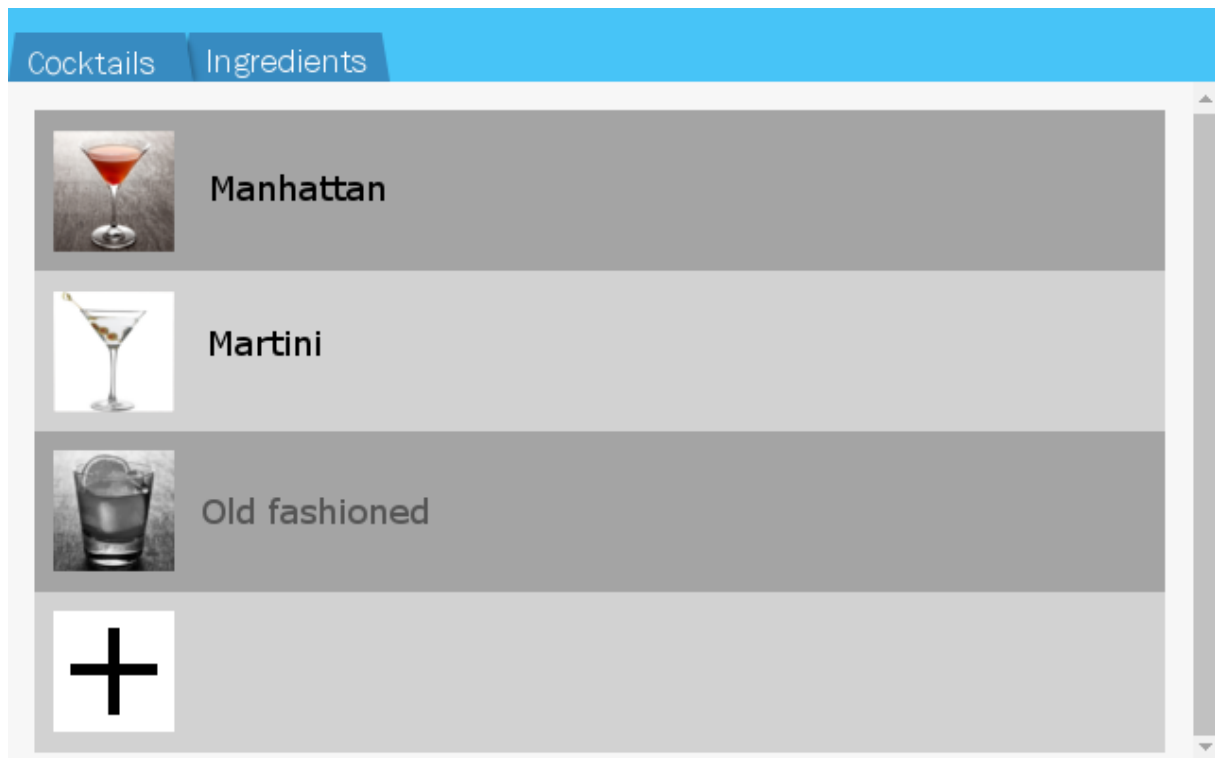 Cocktails
Ingredients
Manhattan
Martini
Old fashioned